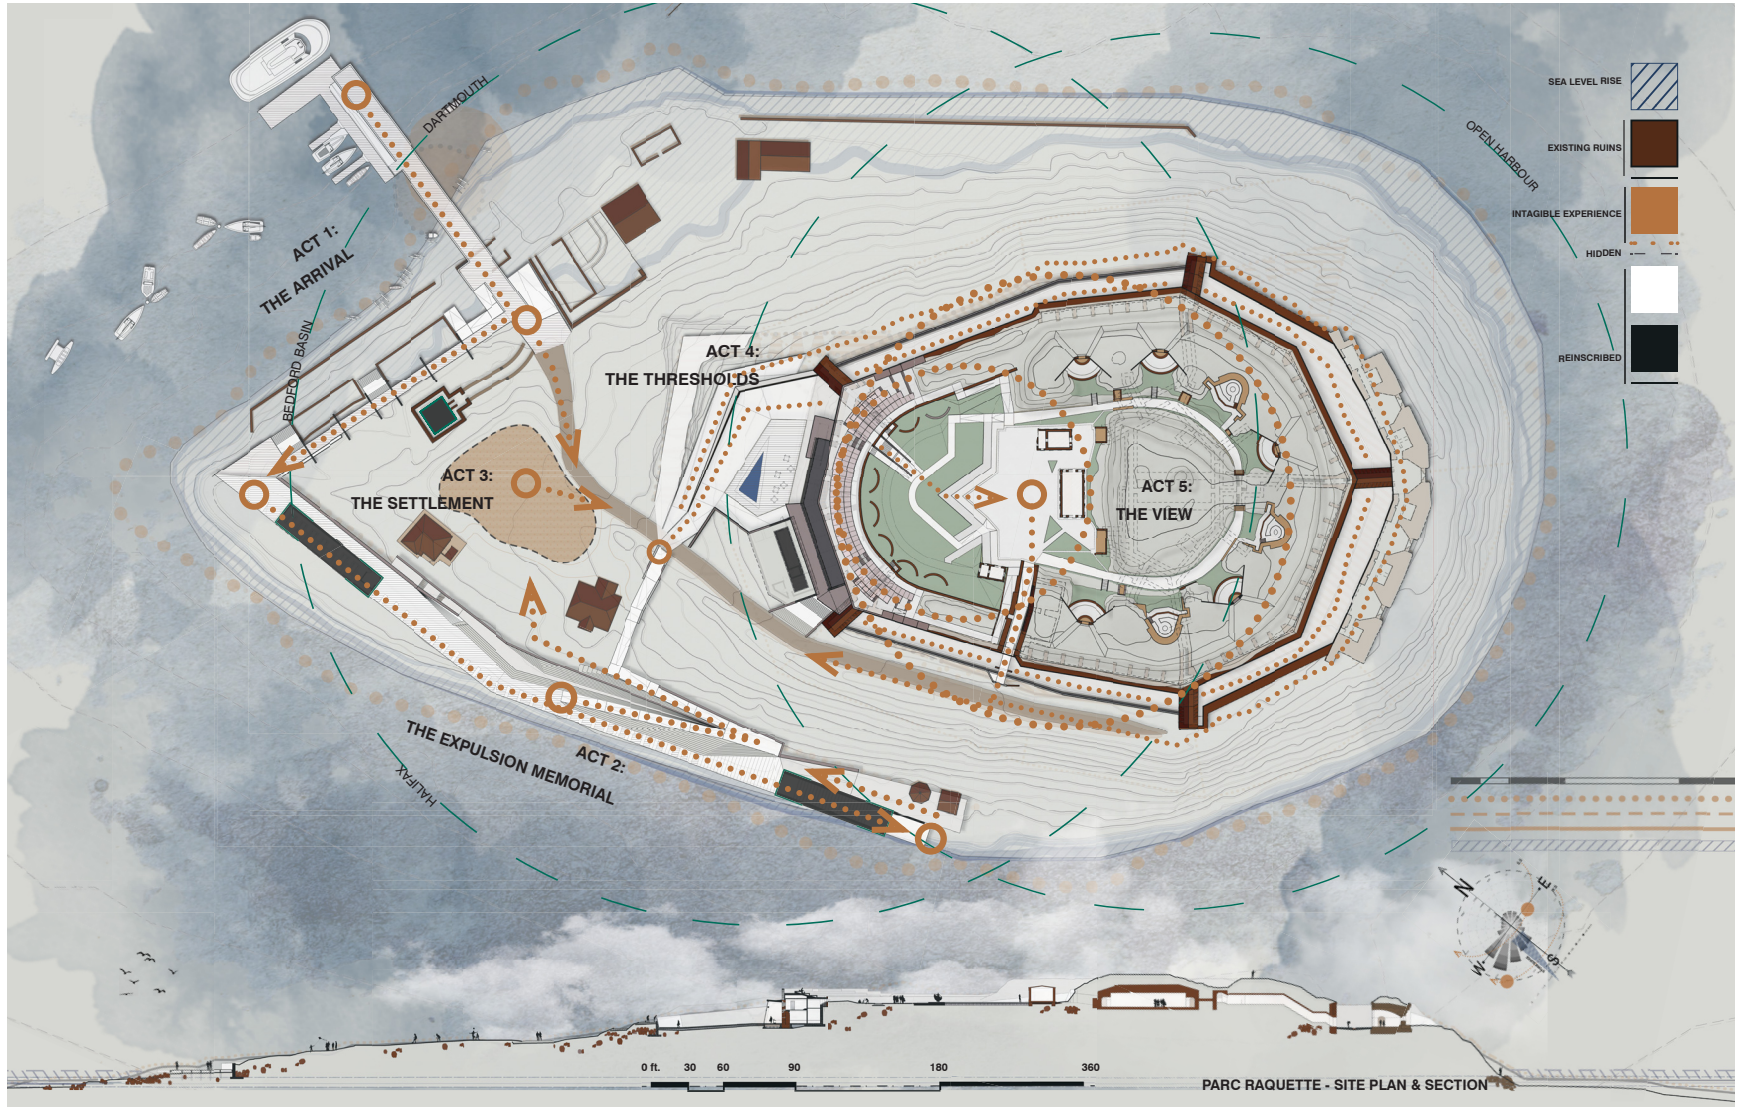 DARTMOUTH
SEA LEVEL RISE
OPEN HARBOUR
EXISTING RUINS
INTAGIBLE EXPERIENCE
HIDDEN
REINSCRIBED
ACT 1:
THE ARRIVAL
BEDFORD BASIN
ACT 4:
THE THRESHOLDS
ACT 3:
THE SETTLEMENT
ACT 5:
THE VIEW
ACT 2:
THE EXPULSION MEMORIAL
HALIFAX
N
E
W
S
0 ft. 30 60 90 180 360
PARC RAQUETTE - SITE PLAN & SECTION